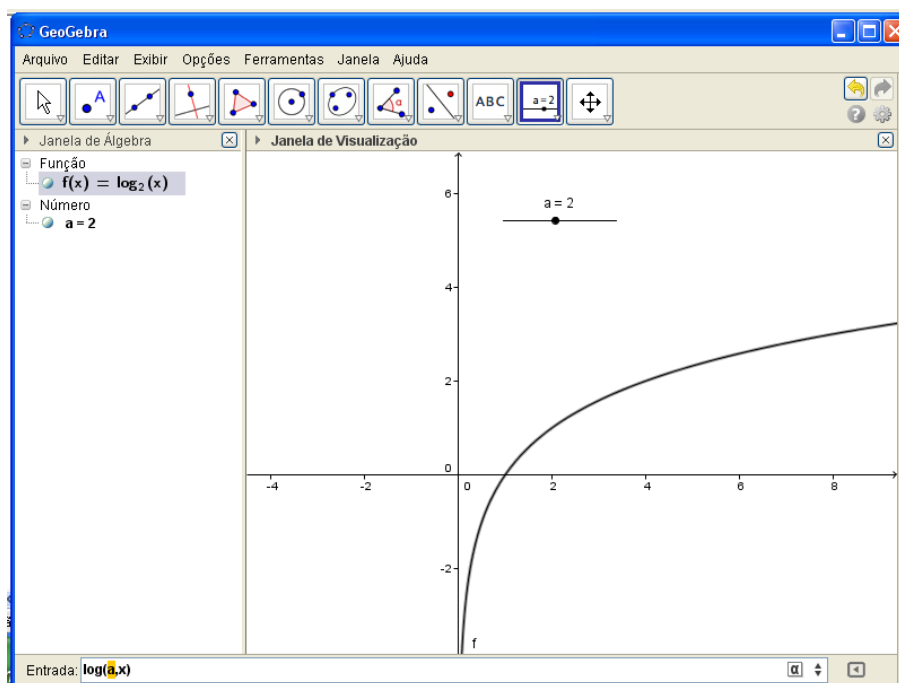 GeoGebra
Arquivo Editar Exibir Opções Ferramentas Janela Ajuda
A α ABC a=2
Janela de Álgebra
Função
f(x) = log₂(x)
Número
a = 2
Janela de Visualização
a = 2
6
4
2
0
-4 -2 0 2 4 6 8
-2
f
Entrada: log(a,x) α